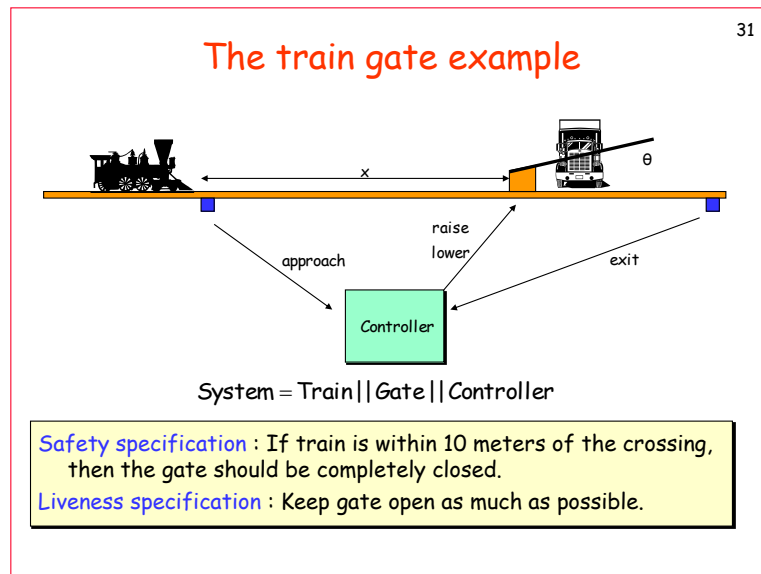 31
The train gate example
x
θ
raise
lower
approach
exit
Controller
System = Train||Gate||Controller
Safety specification : If train is within 10 meters of the crossing,
then the gate should be completely closed.
Liveness specification : Keep gate open as much as possible.